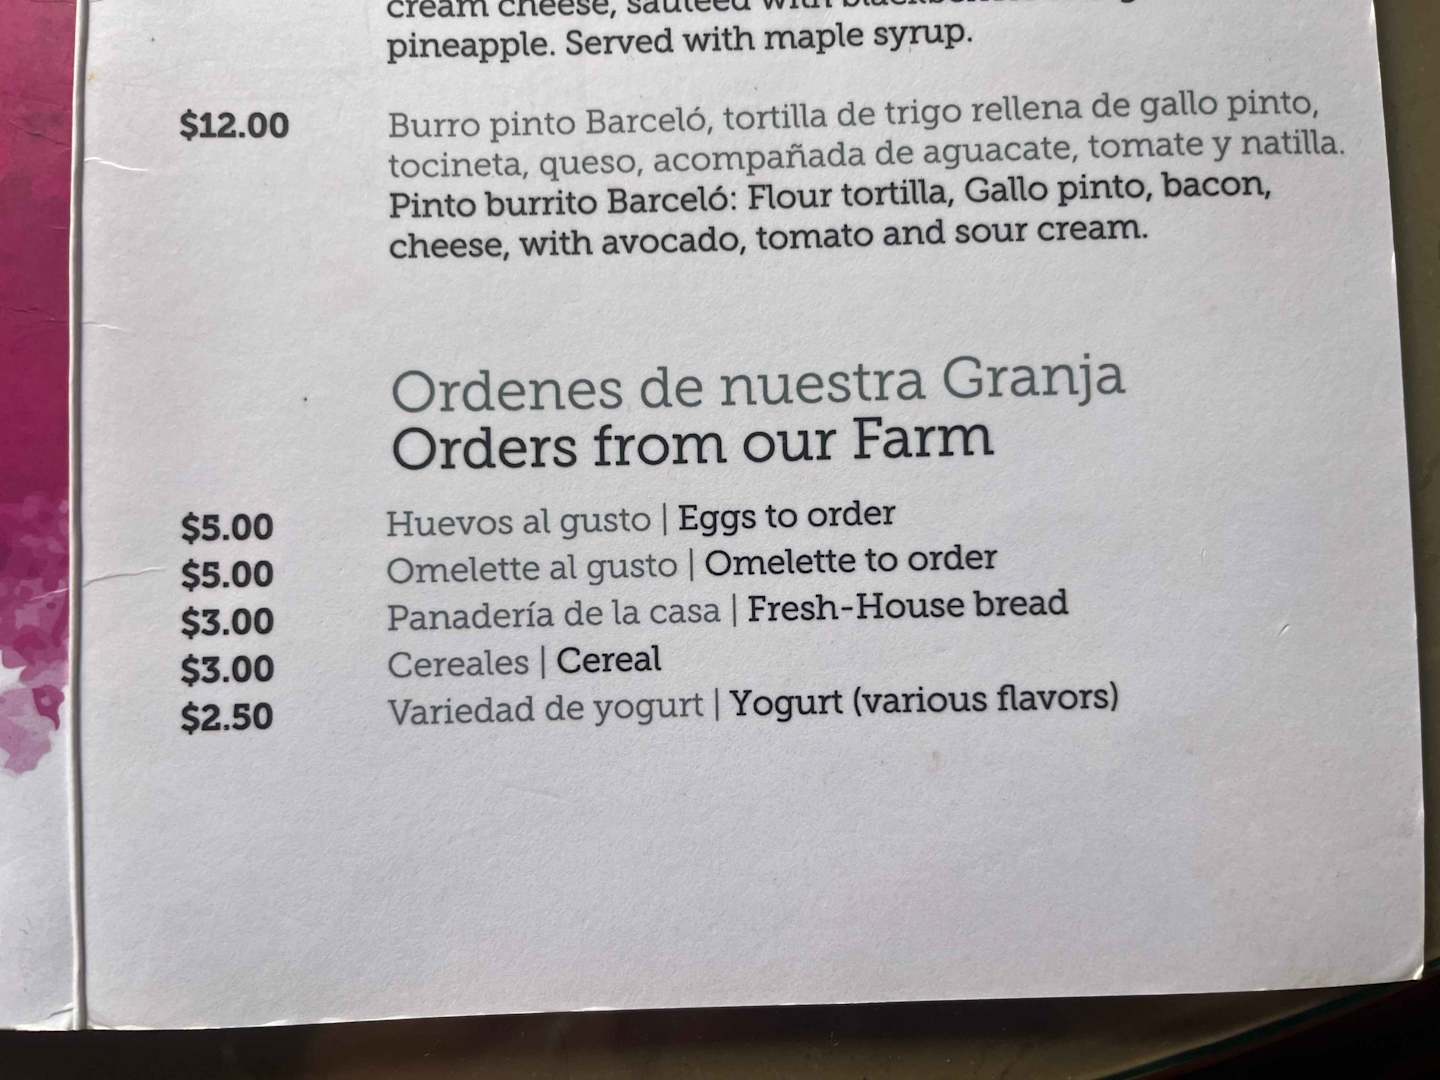 cream cheese, sauteed with
pineapple. Served with maple syrup.
$12.00 Burro pinto Barceló, tortilla de trigo rellena de gallo pinto,
tocineta, queso, acompañada de aguacate, tomate y natilla.
Pinto burrito Barceló: Flour tortilla, Gallo pinto, bacon,
cheese, with avocado, tomato and sour cream.
Ordenes de nuestra Granja
Orders from our Farm
$5.00 Huevos al gusto | Eggs to order
$5.00 Omelette al gusto | Omelette to order
$3.00 Panadería de la casa | Fresh-House bread
$3.00 Cereales | Cereal
$2.50 Variedad de yogurt | Yogurt (various flavors)